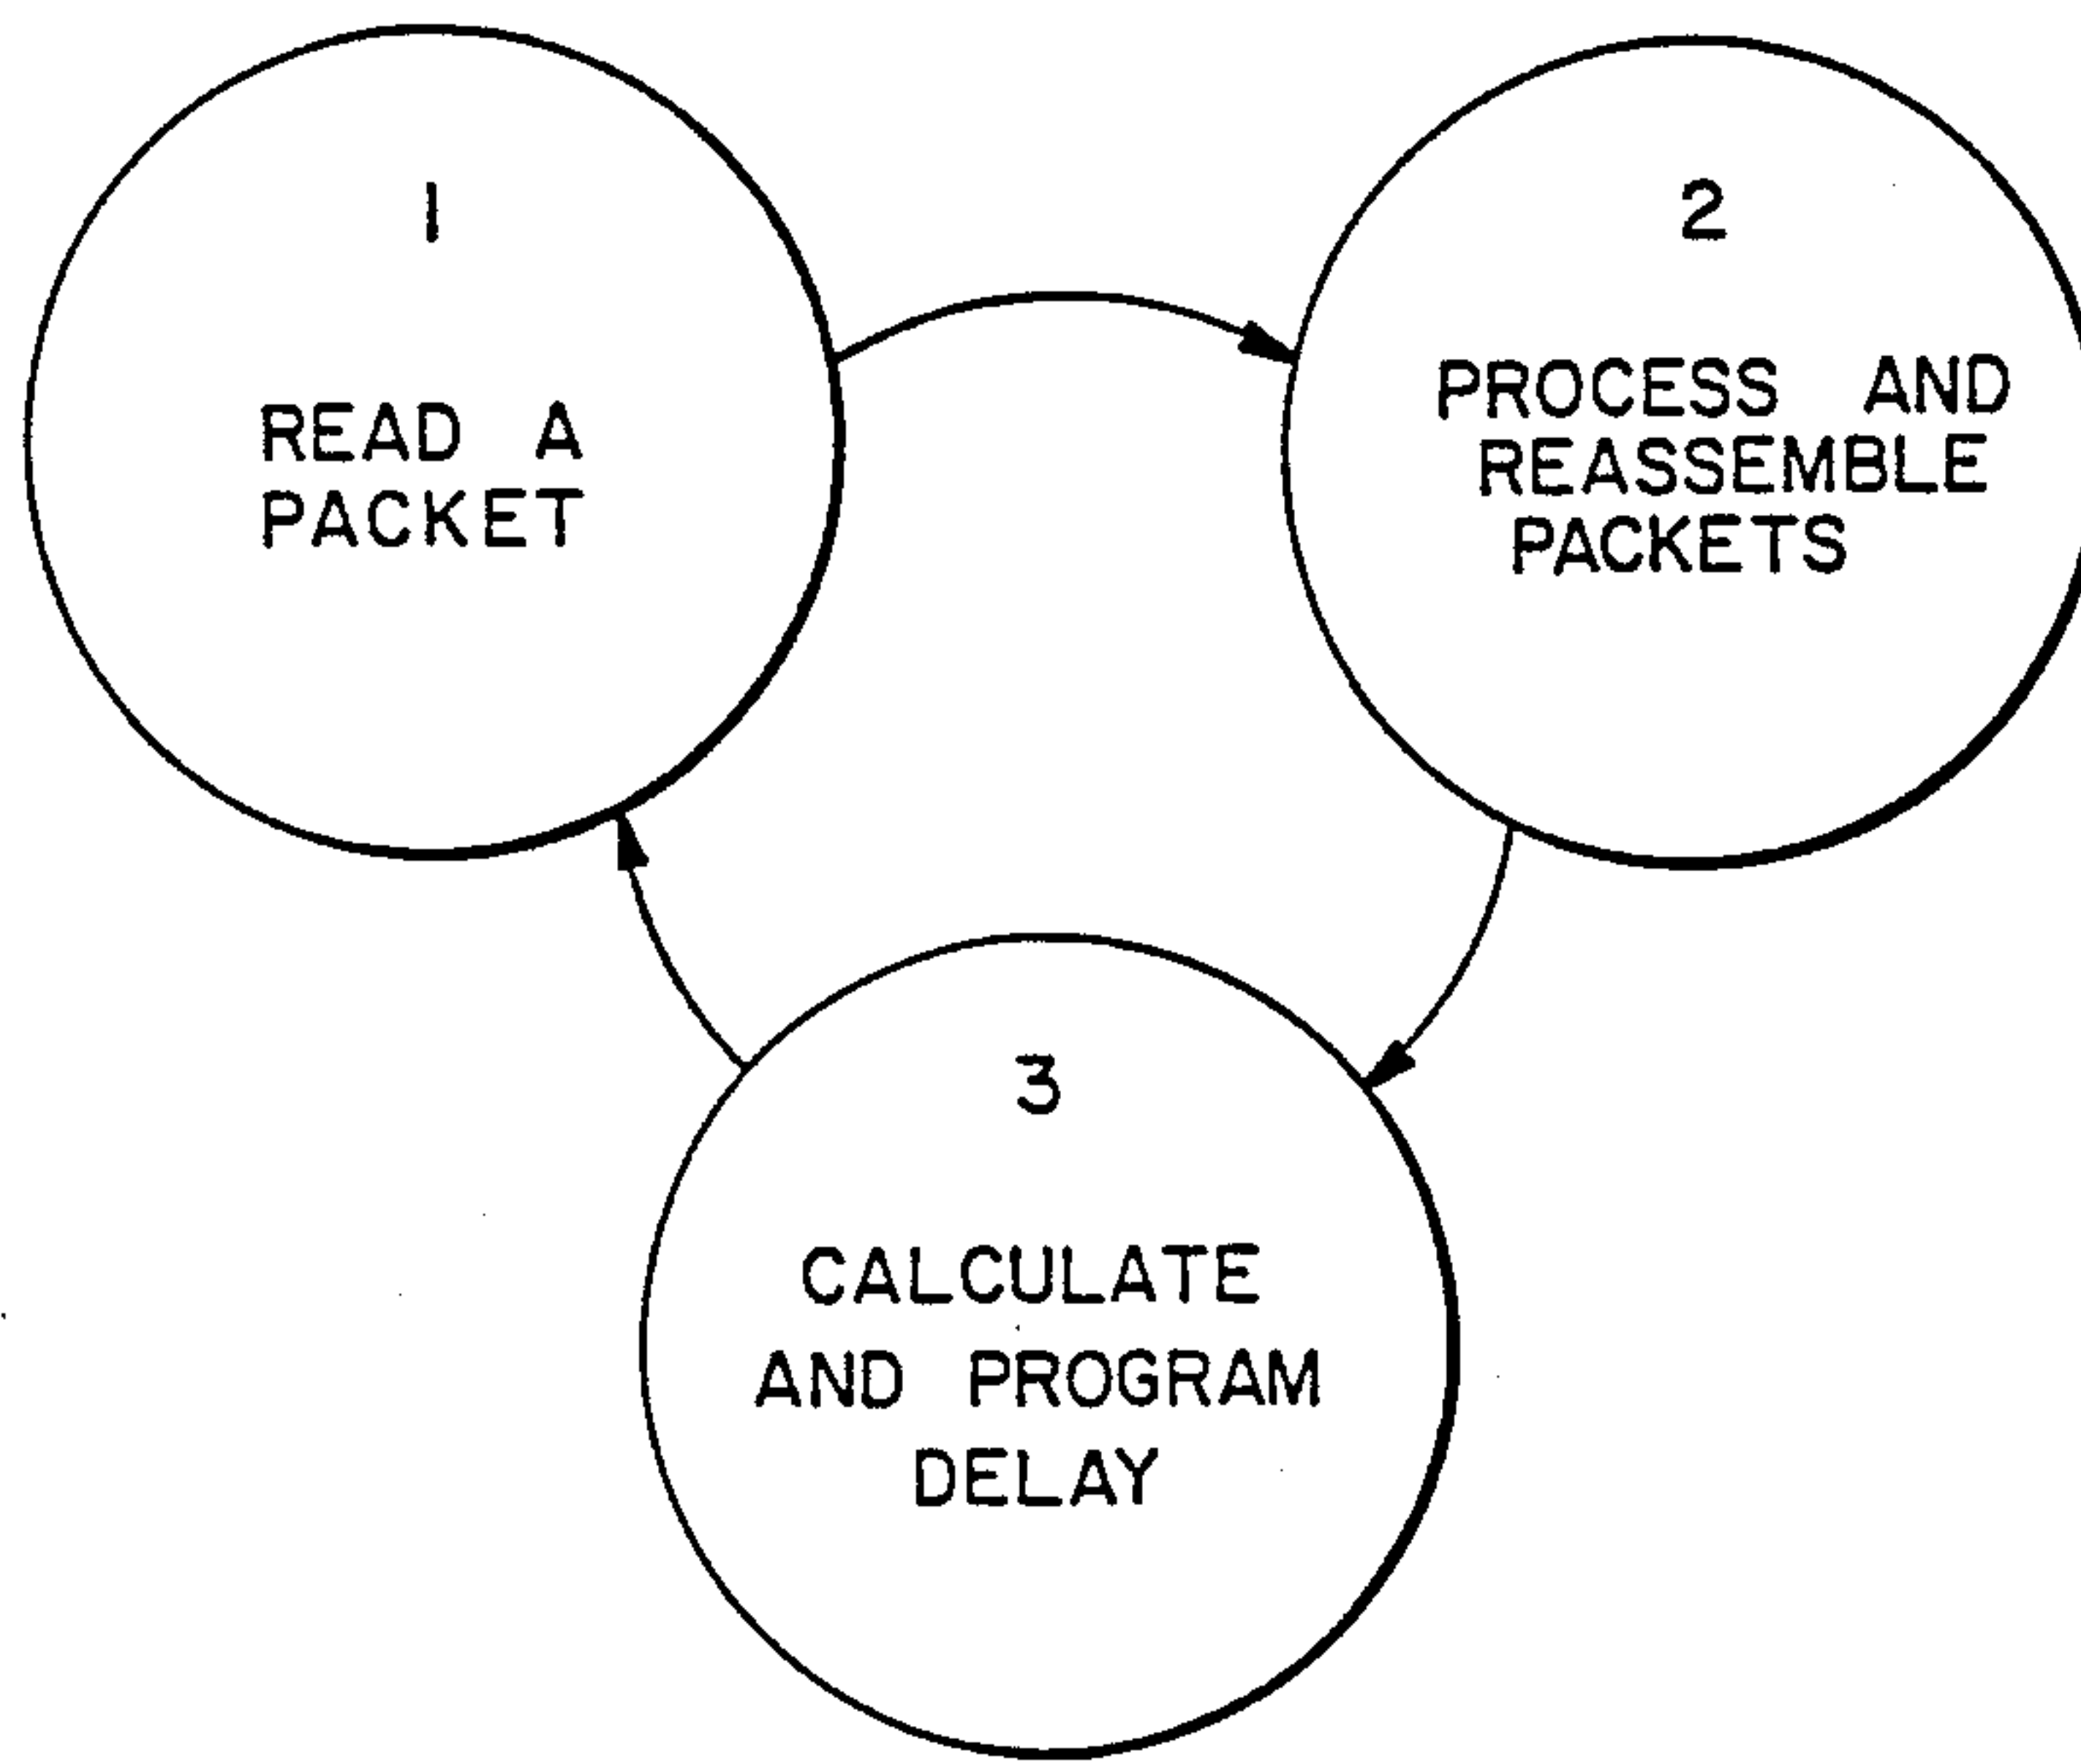 1
READ A
PACKET
2
PROCESS AND
REASSEMBLE
PACKETS
3
CALCULATE
AND PROGRAM
DELAY